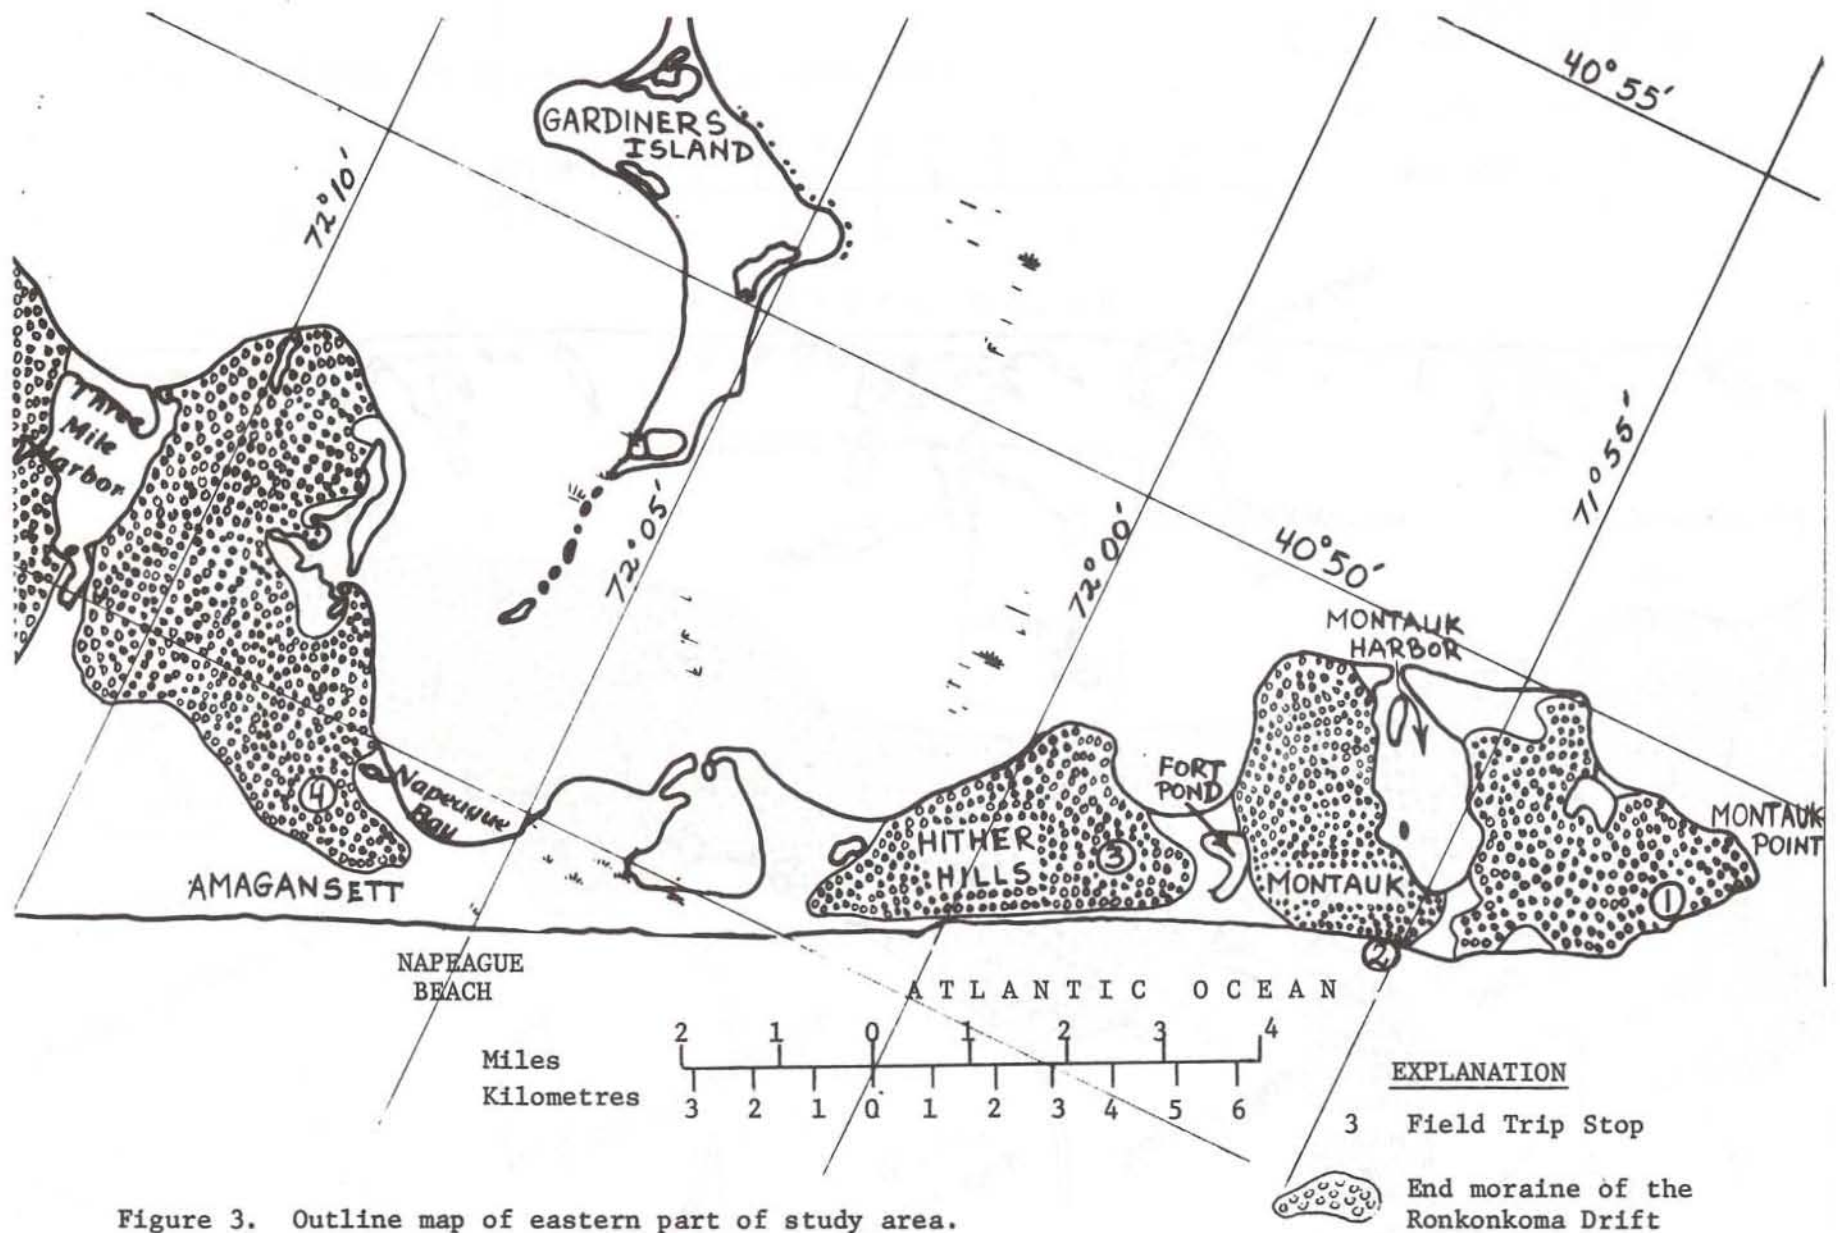 40° 55′
GARDINERS
ISLAND
72° 10′
Three
Mile
Harbor
72° 05′
72° 00′
71° 55′
40° 50′
MONTAUK
HARBOR
FORT
POND
Napeague
Bay
HITHER
HILLS
3
MONTAUK
MONTAUK
POINT
1
4
AMAGANSETT
2
NAPEAGUE
BEACH
ATLANTIC OCEAN
2 1 0 1 2 3 4
Miles
Kilometres
3 2 1 0 1 2 3 4 5 6
EXPLANATION
3 Field Trip Stop
End moraine of the
Ronkonkoma Drift
Figure 3. Outline map of eastern part of study area.